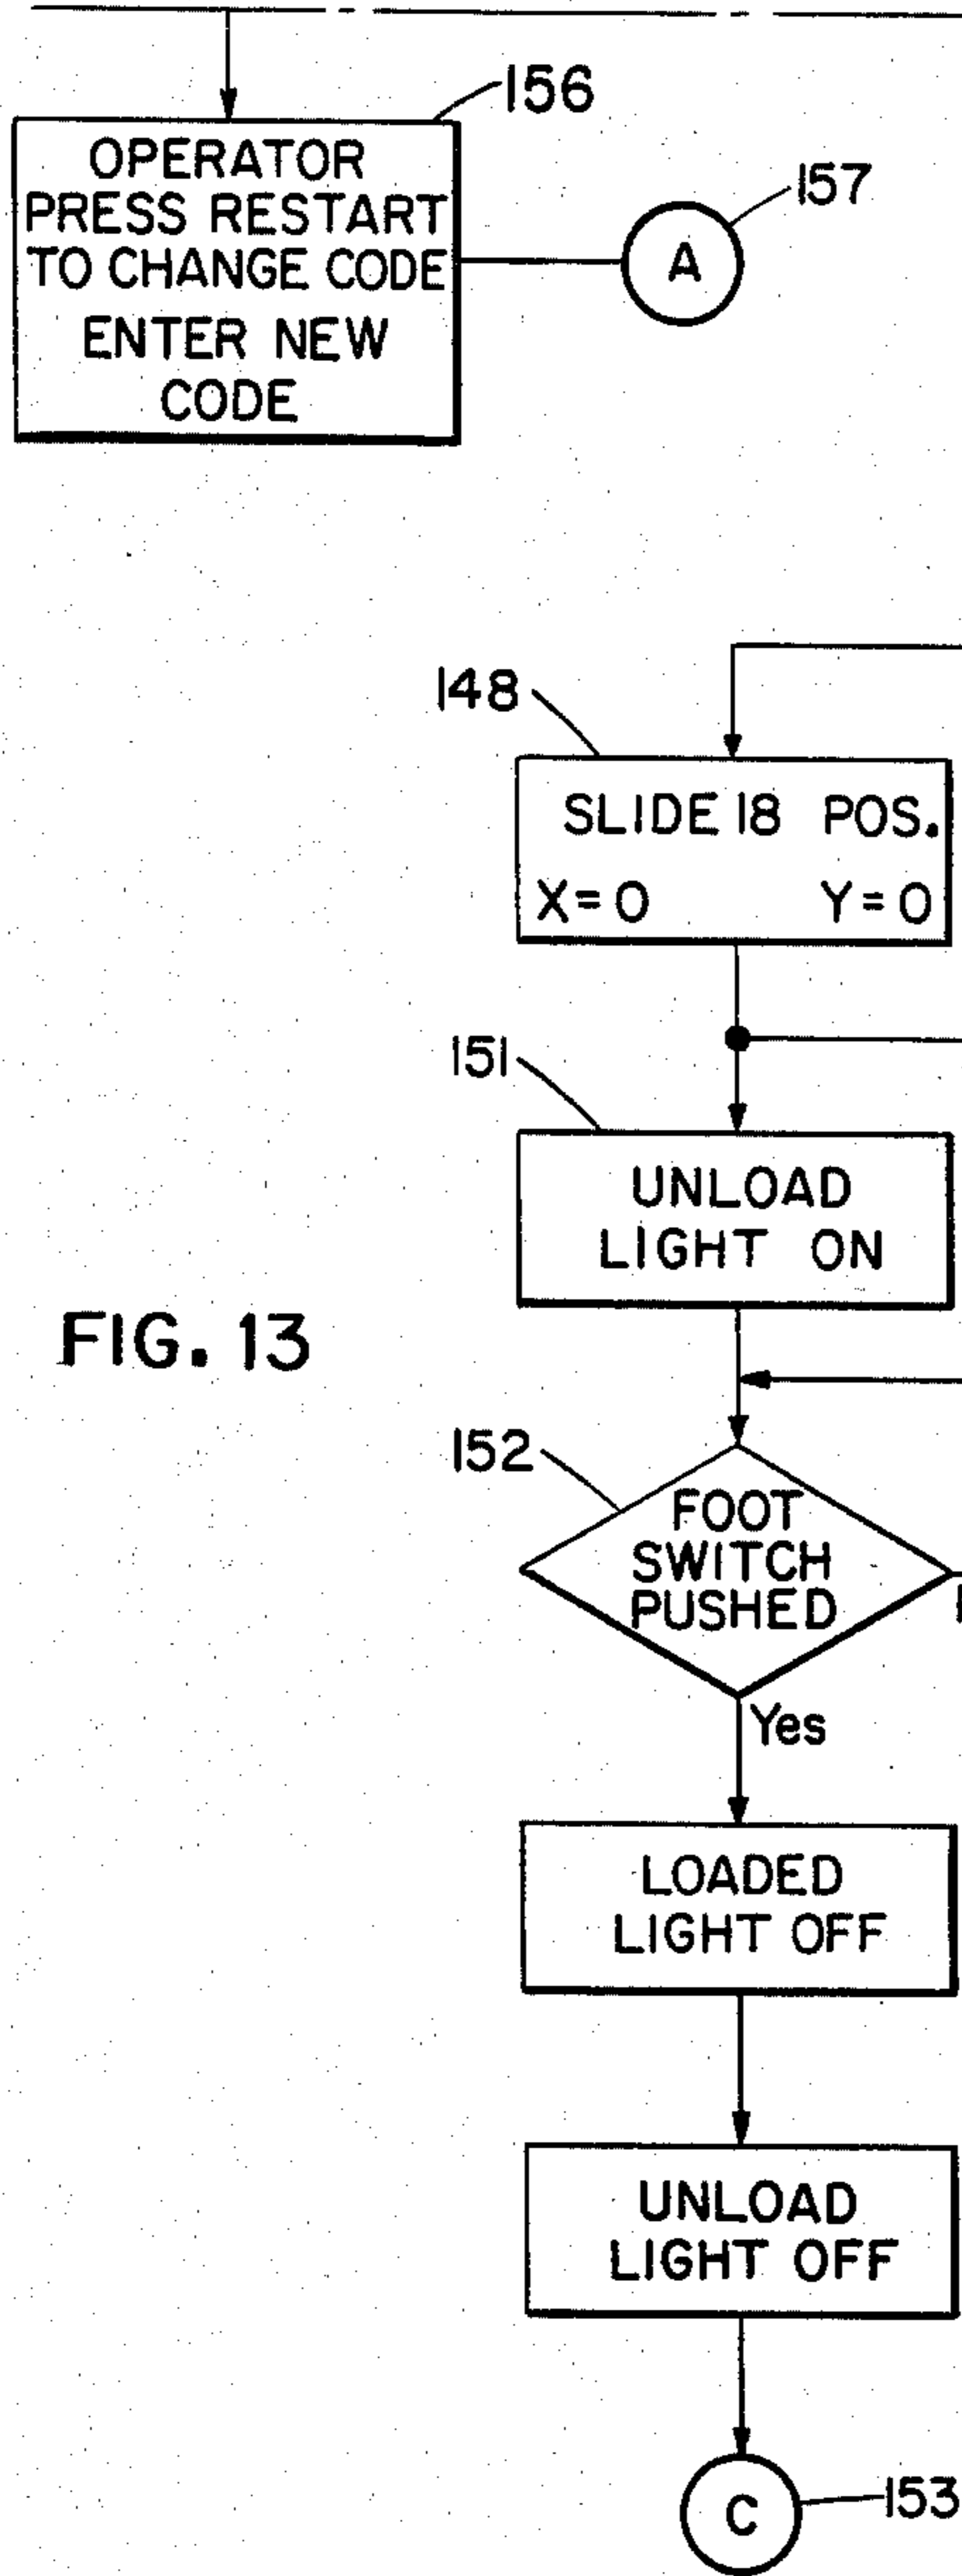 156
OPERATOR
PRESS RESTART
TO CHANGE CODE
ENTER NEW
CODE
157
A
148
SLIDE 18 POS.
X=0 Y=0
151
UNLOAD
LIGHT ON
FIG. 13
152
FOOT
SWITCH
PUSHED
Yes
LOADED
LIGHT OFF
UNLOAD
LIGHT OFF
C
153